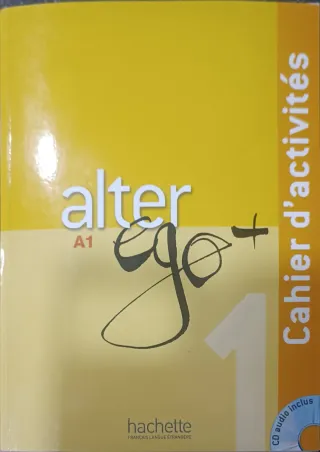 alter
A1
ego+
1
Cahier d'activités
CD audio inclus
hachette
FRANÇAIS LANGUE ÉTRANGÈRE